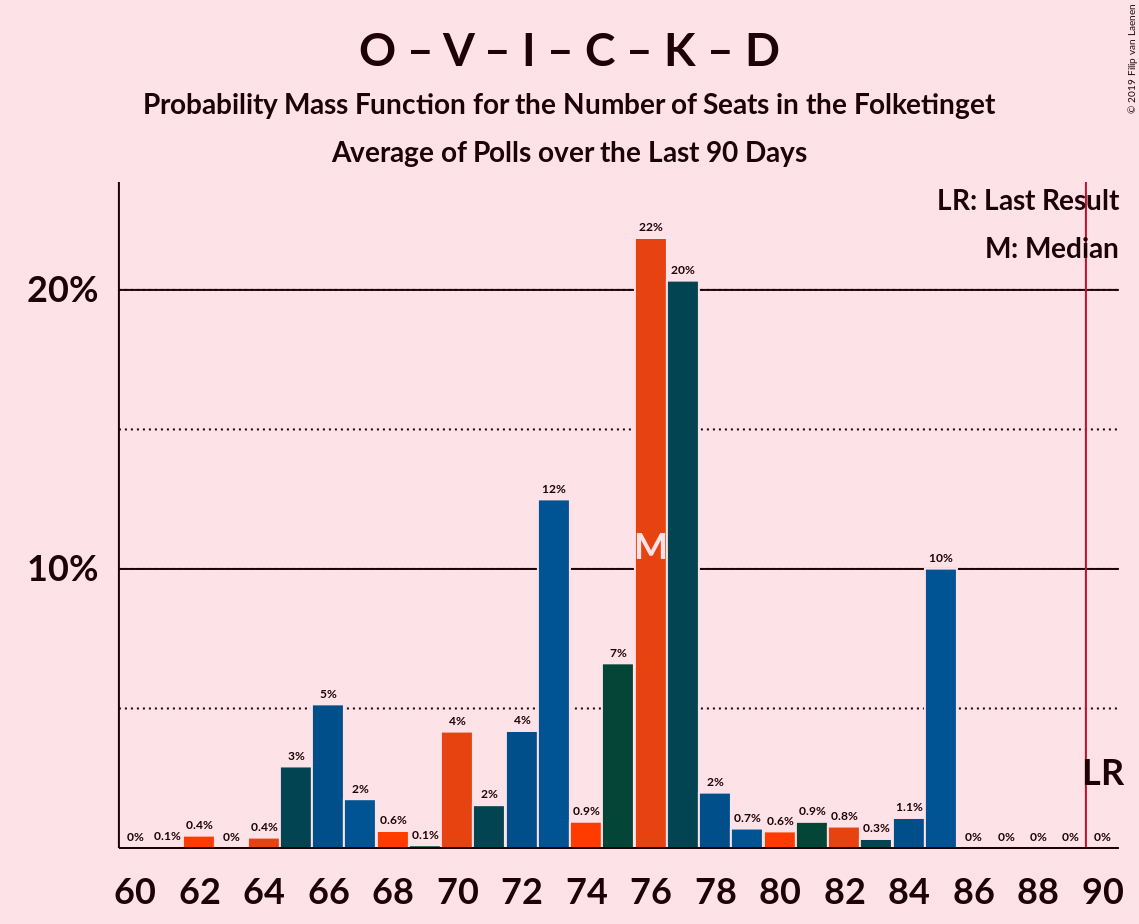 O – V – I – C – K – D
Probability Mass Function for the Number of Seats in the Folketinget
Average of Polls over the Last 90 Days
© 2019 Filip van Laenen
LR: Last Result
M: Median
20%
10%
0% 0.1% 0.4% 0% 0.4% 3% 5% 2% 0.6% 0.1% 4% 2% 4% 12% 0.9% 7% 22% 20% 2% 0.7% 0.6% 0.9% 0.8% 0.3% 1.1% 10% 0% 0% 0% 0% 0%
M
LR
60 62 64 66 68 70 72 74 76 78 80 82 84 86 88 90